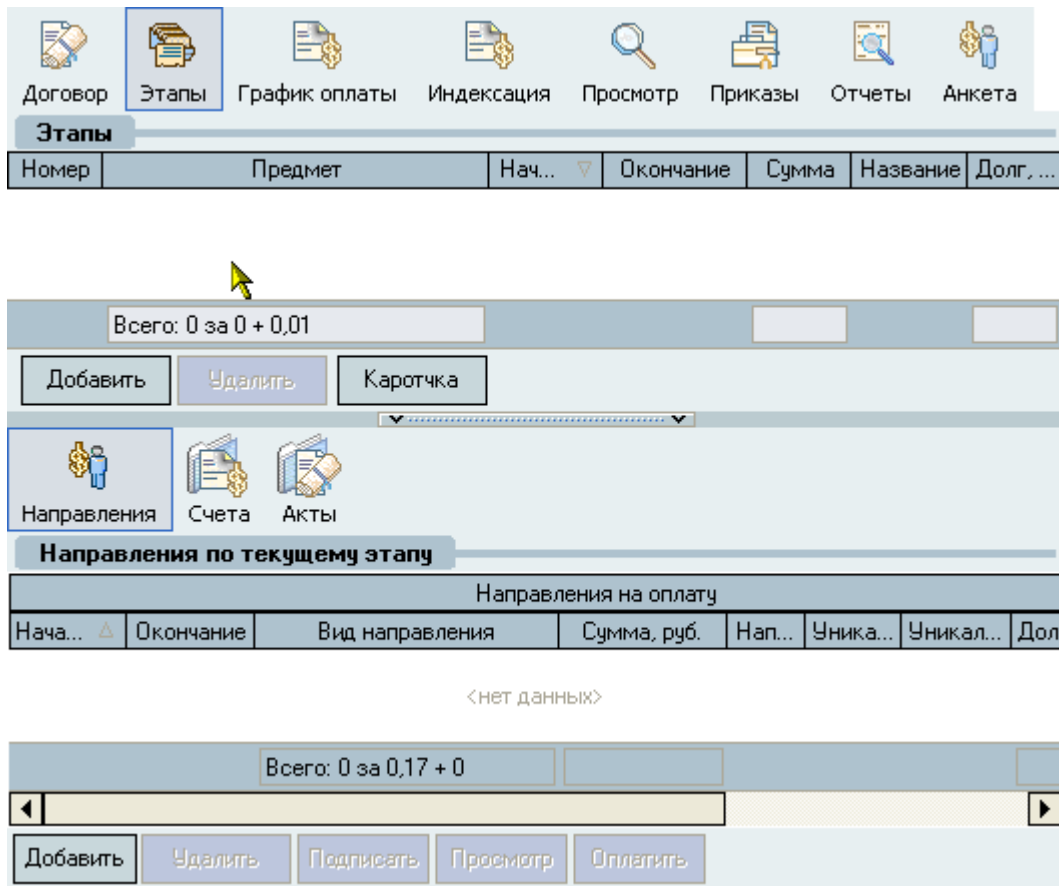 Договор Этапы График оплаты Индексация Просмотр Приказы Отчеты Анкета
Этапы
Номер Предмет Нач... Окончание Сумма Название Долг, ...
Всего: 0 за 0 + 0,01
Добавить Удалить Каротчка
Направления Счета Акты
Направления по текущему этапу
Направления на оплату
Нача... Окончание Вид направления Сумма, руб. Нап... Уника... Уникал... Дол
<нет данных>
Всего: 0 за 0,17 + 0
Добавить Удалить Подписать Просмотр Оплатить